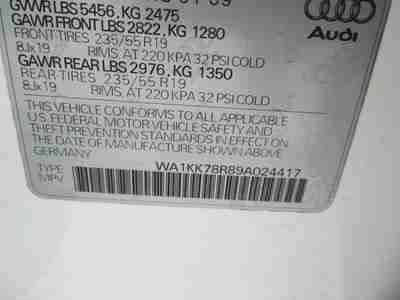 GVWR LBS 5456, KG 2475
GAWR FRONT LBS 2822, KG 1280
FRONT-TIRES 235/55 R19
8Jx19 RIMS, AT 220 KPA 32 PSI COLD
GAWR REAR LBS 2976, KG 1350
REAR-TIRES 235/55 R19
8Jx19 RIMS, AT 220 KPA 32 PSI COLD
THIS VEHICLE CONFORMS TO ALL APPLICABLE
U.S. FEDERAL MOTOR VEHICLE SAFETY AND
THEFT PREVENTION STANDARDS IN EFFECT ON
THE DATE OF MANUFACTURE SHOWN ABOVE.
TYPE
MPV
WA1KK78R89A024417
Audi